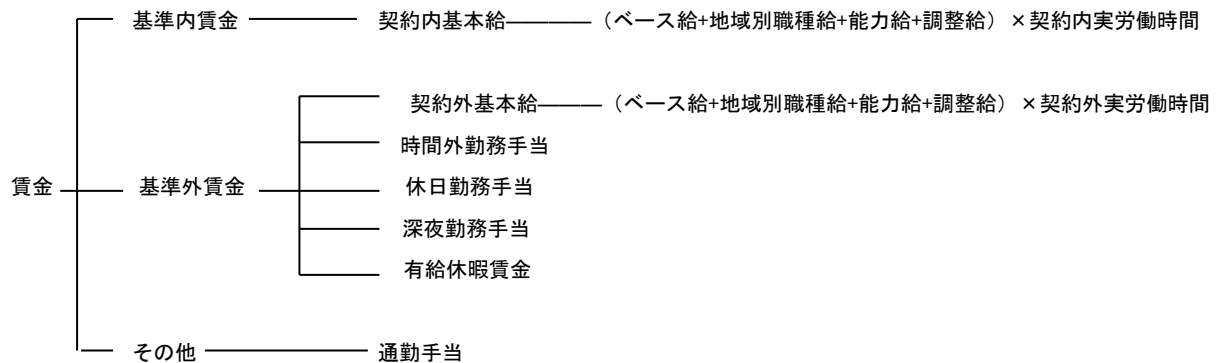 基準内賃金 契約内基本給 (ベース給+地域別職種給+能力給+調整給)×契約内実労働時間
契約外基本給 (ベース給+地域別職種給+能力給+調整給)×契約外実労働時間
時間外勤務手当
賃金 基準外賃金 休日勤務手当
深夜勤務手当
有給休暇賃金
その他 通勤手当